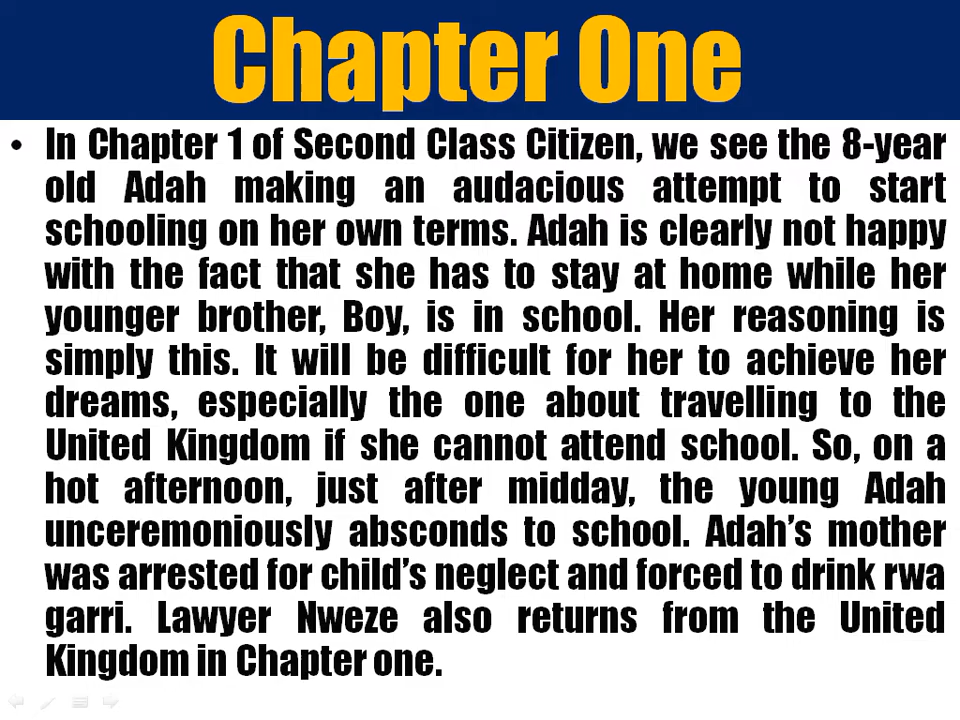 Chapter One
• In Chapter 1 of Second Class Citizen, we see the 8-year
old Adah making an audacious attempt to start
schooling on her own terms. Adah is clearly not happy
with the fact that she has to stay at home while her
younger brother, Boy, is in school. Her reasoning is
simply this. It will be difficult for her to achieve her
dreams, especially the one about travelling to the
United Kingdom if she cannot attend school. So, on a
hot afternoon, just after midday, the young Adah
unceremoniously absconds to school. Adah’s mother
was arrested for child’s neglect and forced to drink rwa
garri. Lawyer Nweze also returns from the United
Kingdom in Chapter one.